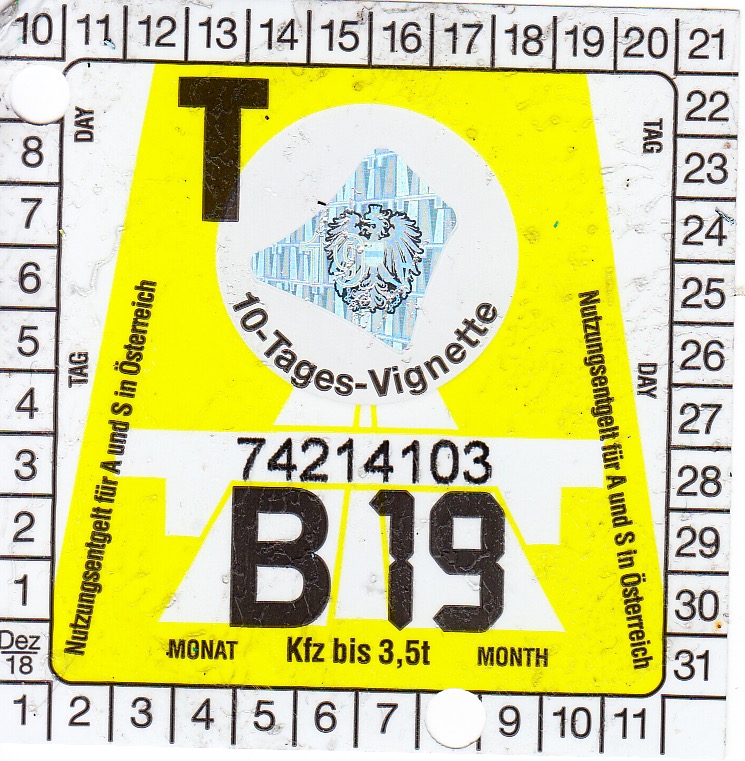 10 11 12 13 14 15 16 17 18 19 20 21
22
23
24
25
26
27
28
29
30
31
8
7
6
5
4
3
2
1
Dez
18
1 2 3 4 5 6 7 9 10 11
DAY
TAG
TAG
DAY
T
10-Tages-Vignette
Nutzungsentgelt für A und S in Österreich
Nutzungsentgelt für A und S in Österreich
74214103
B 19
MONAT Kfz bis 3,5t MONTH